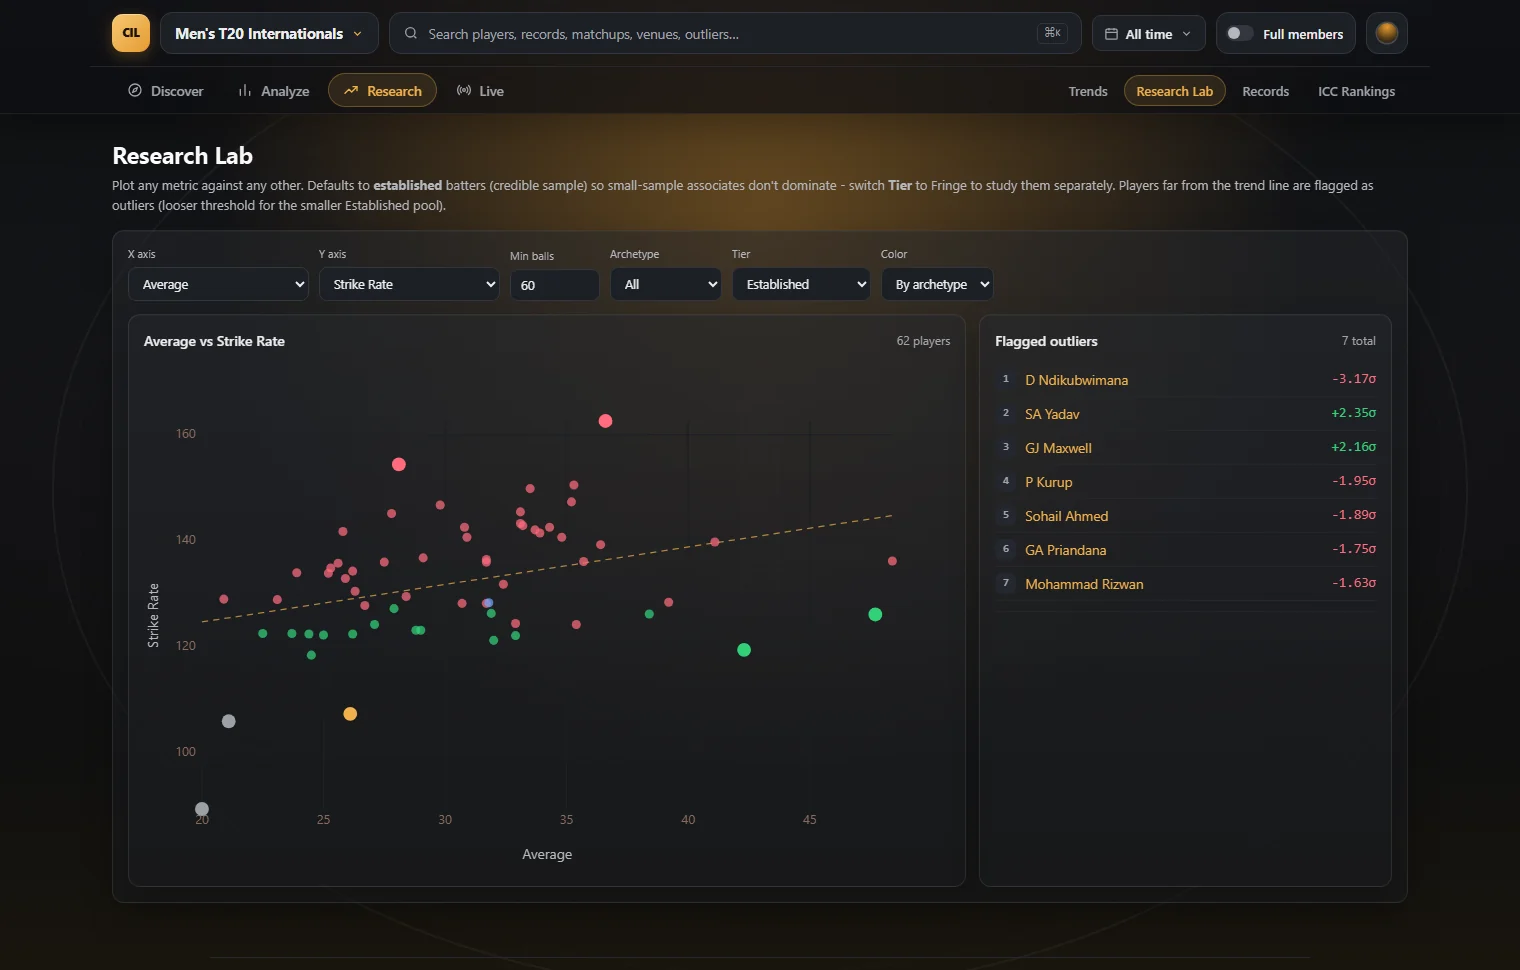 CIL
Men's T20 Internationals
Search players, records, matchups, venues, outliers...
⌘K
All time
Full members
Discover
Analyze
Research
Live
Trends
Research Lab
Records
ICC Rankings
Research Lab
Plot any metric against any other. Defaults to established batters (credible sample) so small-sample associates don't dominate - switch Tier to Fringe to study them separately. Players far from the trend line are flagged as
outliers (looser threshold for the smaller Established pool).
X axis
Y axis
Min balls
Archetype
Tier
Color
Average
Strike Rate
60
All
Established
By archetype
Average vs Strike Rate
62 players
160
140
120
100
Strike Rate
20
25
30
35
40
45
Average
Flagged outliers
7 total
1 D Ndikubwimana -3.17σ
2 SA Yadav +2.35σ
3 GJ Maxwell +2.16σ
4 P Kurup -1.95σ
5 Sohail Ahmed -1.89σ
6 GA Priandana -1.75σ
7 Mohammad Rizwan -1.63σ